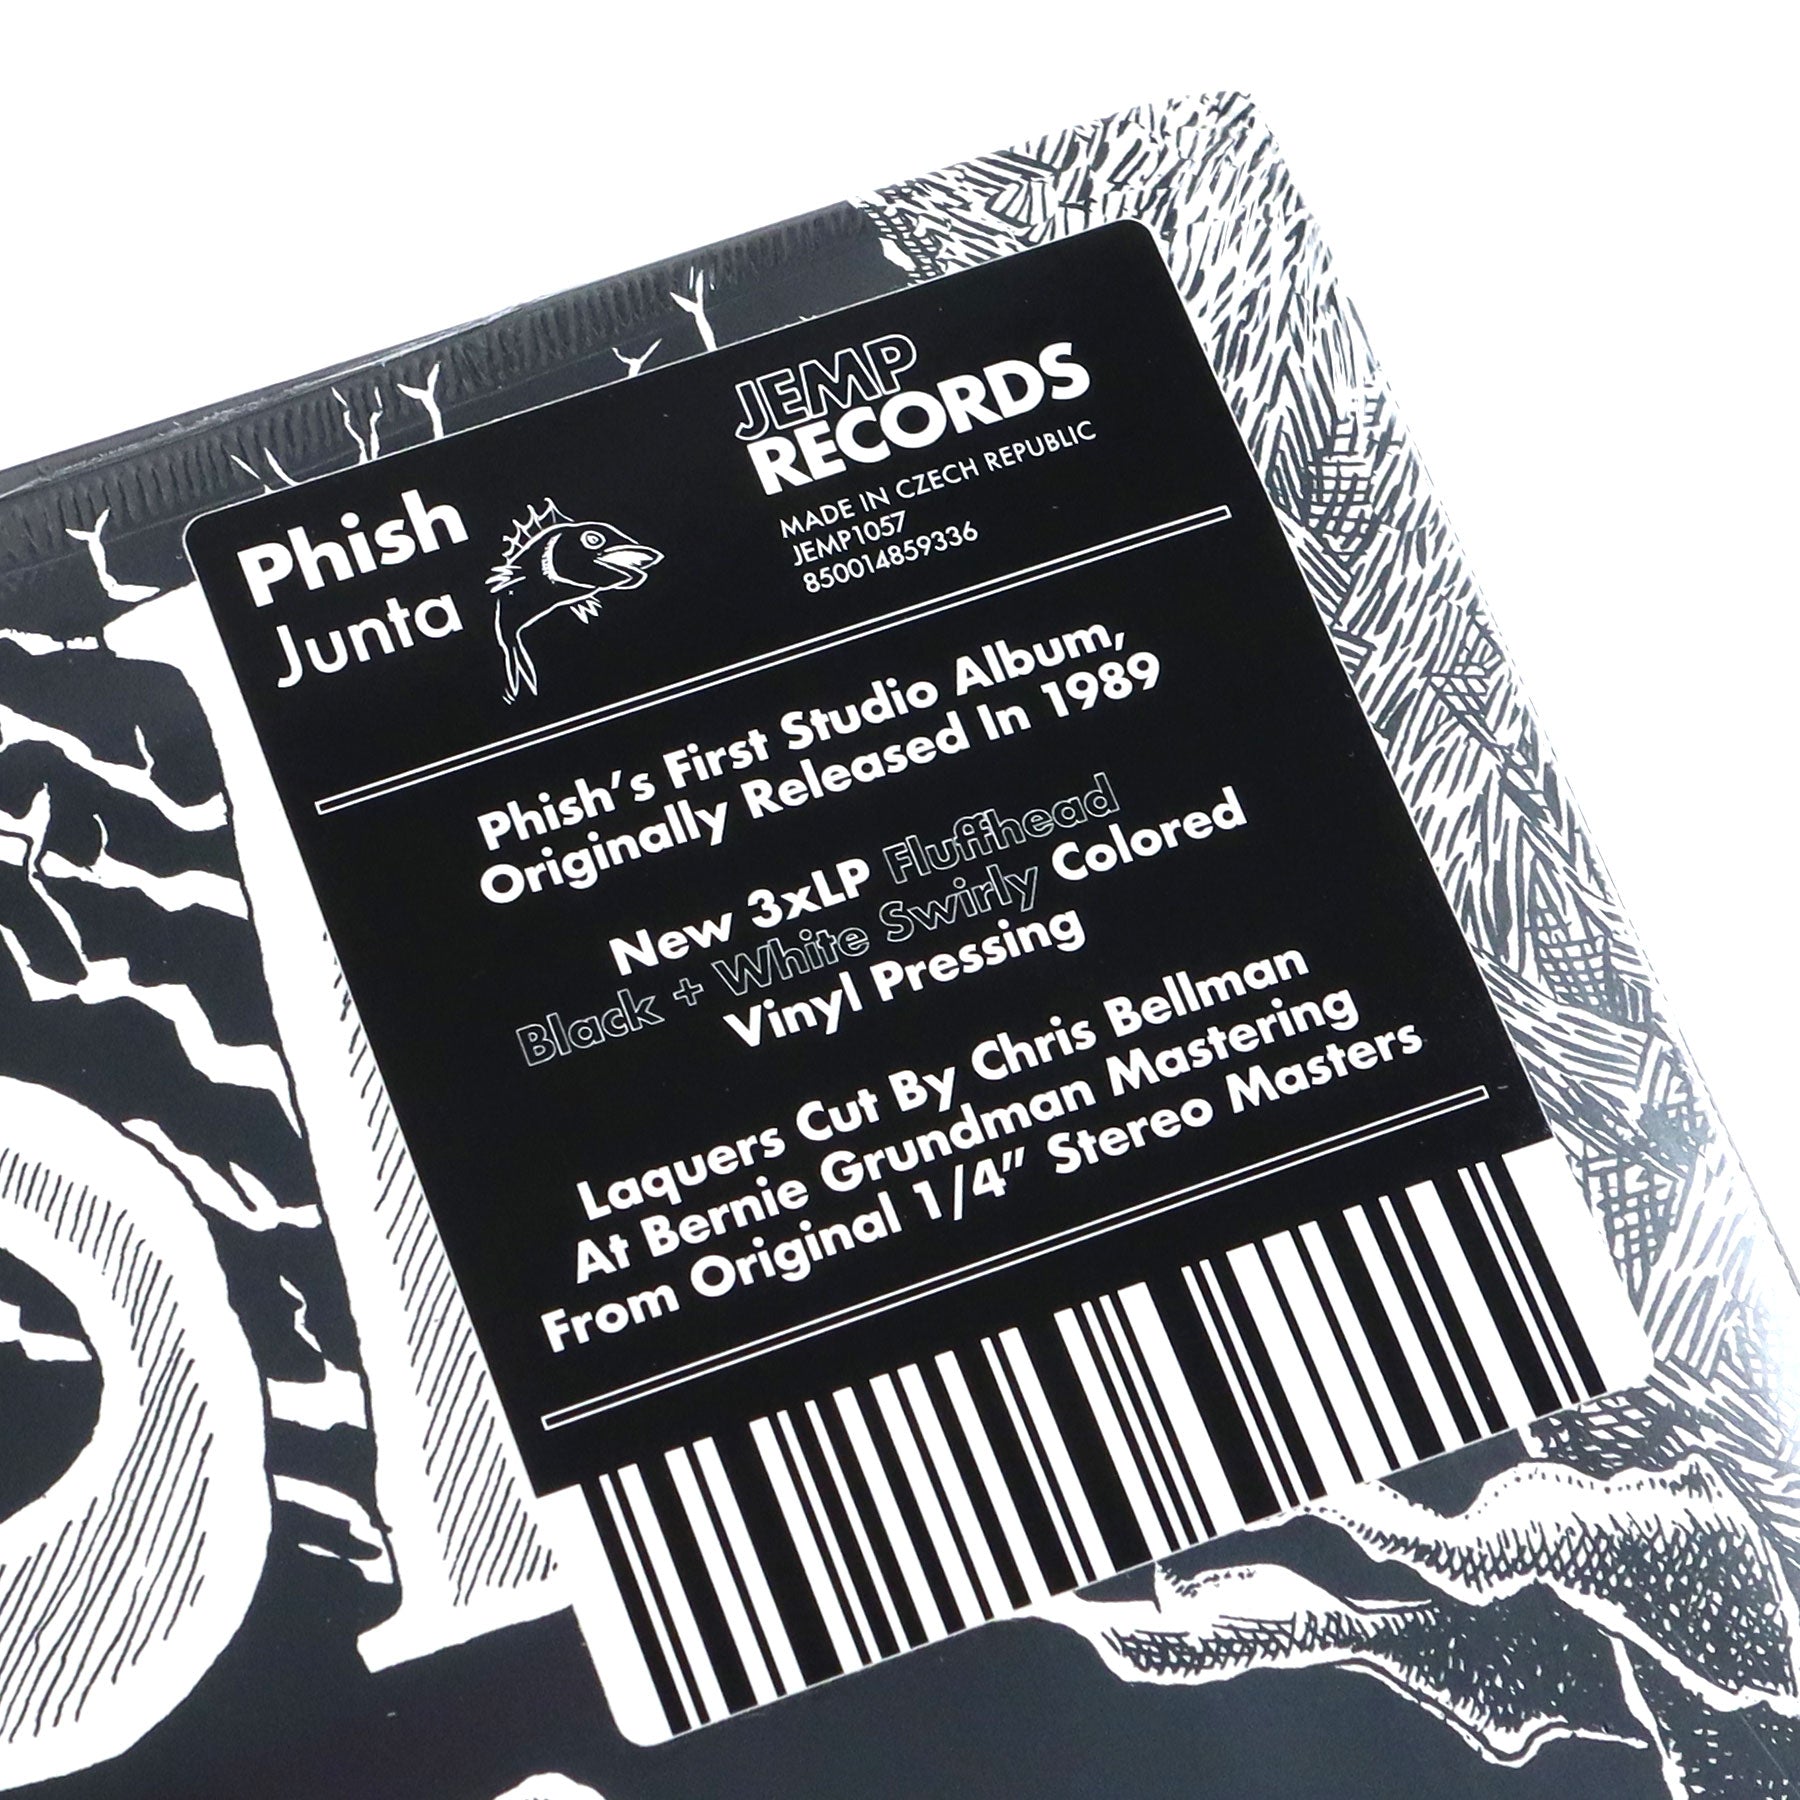 Phish
Junta
JEMP
RECORDS
MADE IN CZECH REPUBLIC
JEMP1057
850014859336
Phish's First Studio Album,
Originally Released In 1989
New 3xLP Fluffhead
Black + White Swirly Colored
Vinyl Pressing
Laquers Cut By Chris Bellman
At Bernie Grundman Mastering
From Original 1/4" Stereo Masters